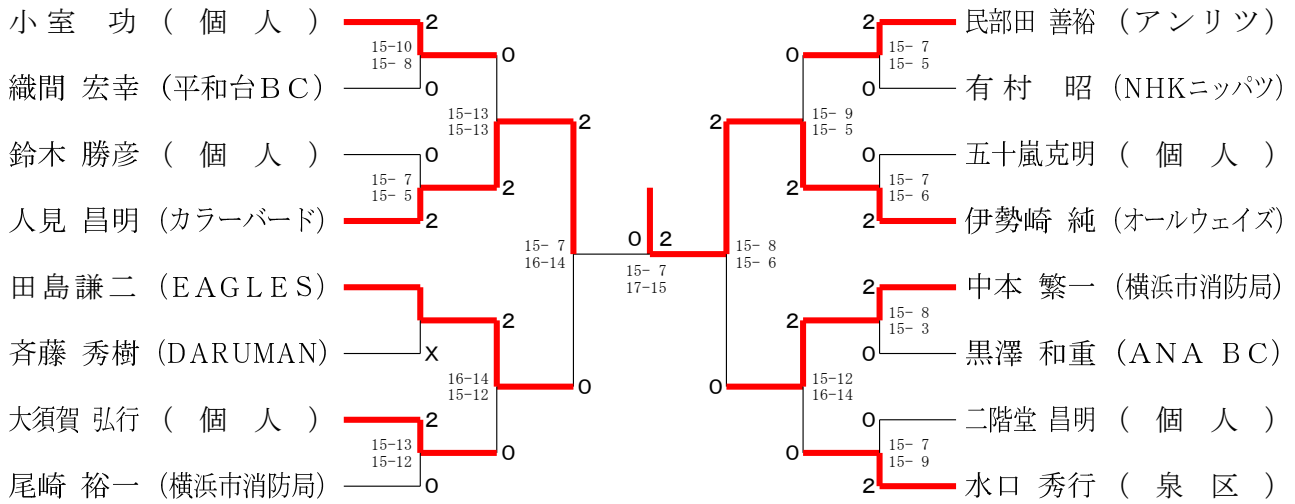 小 室　功 (　個　人　) 2 0 2 民部田 善裕 (アンリツ)
15-10 0 15- 7
15- 8 15- 5
織間 宏幸 (平和台ＢＣ) 0 0 有 村　昭 (NHKニッパツ)
15-13 2 2 15- 9
15-13 15- 5
鈴木 勝彦 (　個　人　) 0 0 五十嵐克明 (　個　人　)
15- 7 2 2 15- 7
15- 5 15- 6
人見 昌明 (カラーバード) 2 2 伊勢崎 純 (オールウェイズ)
15- 7 0 2 15- 8
16-14 15- 7 15- 6
17-15
田島謙二 (ＥＡＧＬＥＳ) 2 中本 繁一 (横浜市消防局)
2 2 15- 8
15- 3
斉藤 秀樹 (DARUMAN) X 0 黒澤 和重 (ＡＮＡ ＢＣ)
16-14 0 0 15-12
15-12 16-14
大須賀 弘行 (　個　人　) 2 0 二階堂 昌明 (　個　人　)
15-13 0 0 15- 7
15-12 15- 9
尾崎 裕一 (横浜市消防局) 0 2 水口 秀行 (　泉　区　)